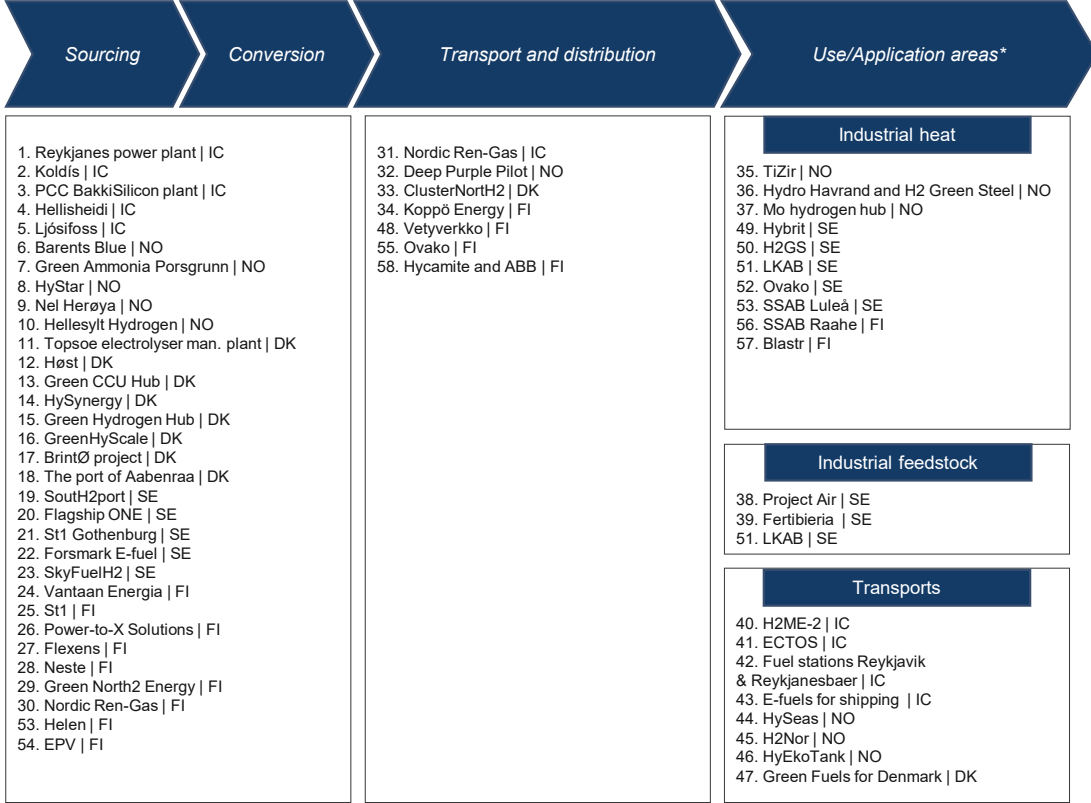 Sourcing
Conversion
Transport and distribution
Use/Application areas*
1. Reykjanes power plant | IC
2. Koldís | IC
3. PCC BakkiSilicon plant | IC
4. Hellisheidi | IC
5. Ljósifoss | IC
6. Barents Blue | NO
7. Green Ammonia Porsgrunn | NO
8. HyStar | NO
9. Nel Herøya | NO
10. Hellesylt Hydrogen | NO
11. Topsoe electrolyser man. plant | DK
12. Høst | DK
13. Green CCU Hub | DK
14. HySynergy | DK
15. Green Hydrogen Hub | DK
16. GreenHyScale | DK
17. BrintØ project | DK
18. The port of Aabenraa | DK
19. SoutH2port | SE
20. Flagship ONE | SE
21. St1 Gothenburg | SE
22. Forsmark E-fuel | SE
23. SkyFuelH2 | SE
24. Vantaan Energia | FI
25. St1 | FI
26. Power-to-X Solutions | FI
27. Flexens | FI
28. Neste | FI
29. Green North2 Energy | FI
30. Nordic Ren-Gas | FI
53. Helen | FI
54. EPV | FI
31. Nordic Ren-Gas | IC
32. Deep Purple Pilot | NO
33. ClusterNortH2 | DK
34. Koppö Energy | FI
48. Vetyverkko | FI
55. Ovako | FI
58. Hycamite and ABB | FI
Industrial heat
35. TiZir | NO
36. Hydro Havrand and H2 Green Steel | NO
37. Mo hydrogen hub | NO
49. Hybrit | SE
50. H2GS | SE
51. LKAB | SE
52. Ovako | SE
53. SSAB Luleå | SE
56. SSAB Raahe | FI
57. Blastr | FI
Industrial feedstock
38. Project Air | SE
39. Fertibieria | SE
51. LKAB | SE
Transports
40. H2ME-2 | IC
41. ECTOS | IC
42. Fuel stations Reykjavik
& Reykjanesbaer | IC
43. E-fuels for shipping | IC
44. HySeas | NO
45. H2Nor | NO
46. HyEkoTank | NO
47. Green Fuels for Denmark | DK